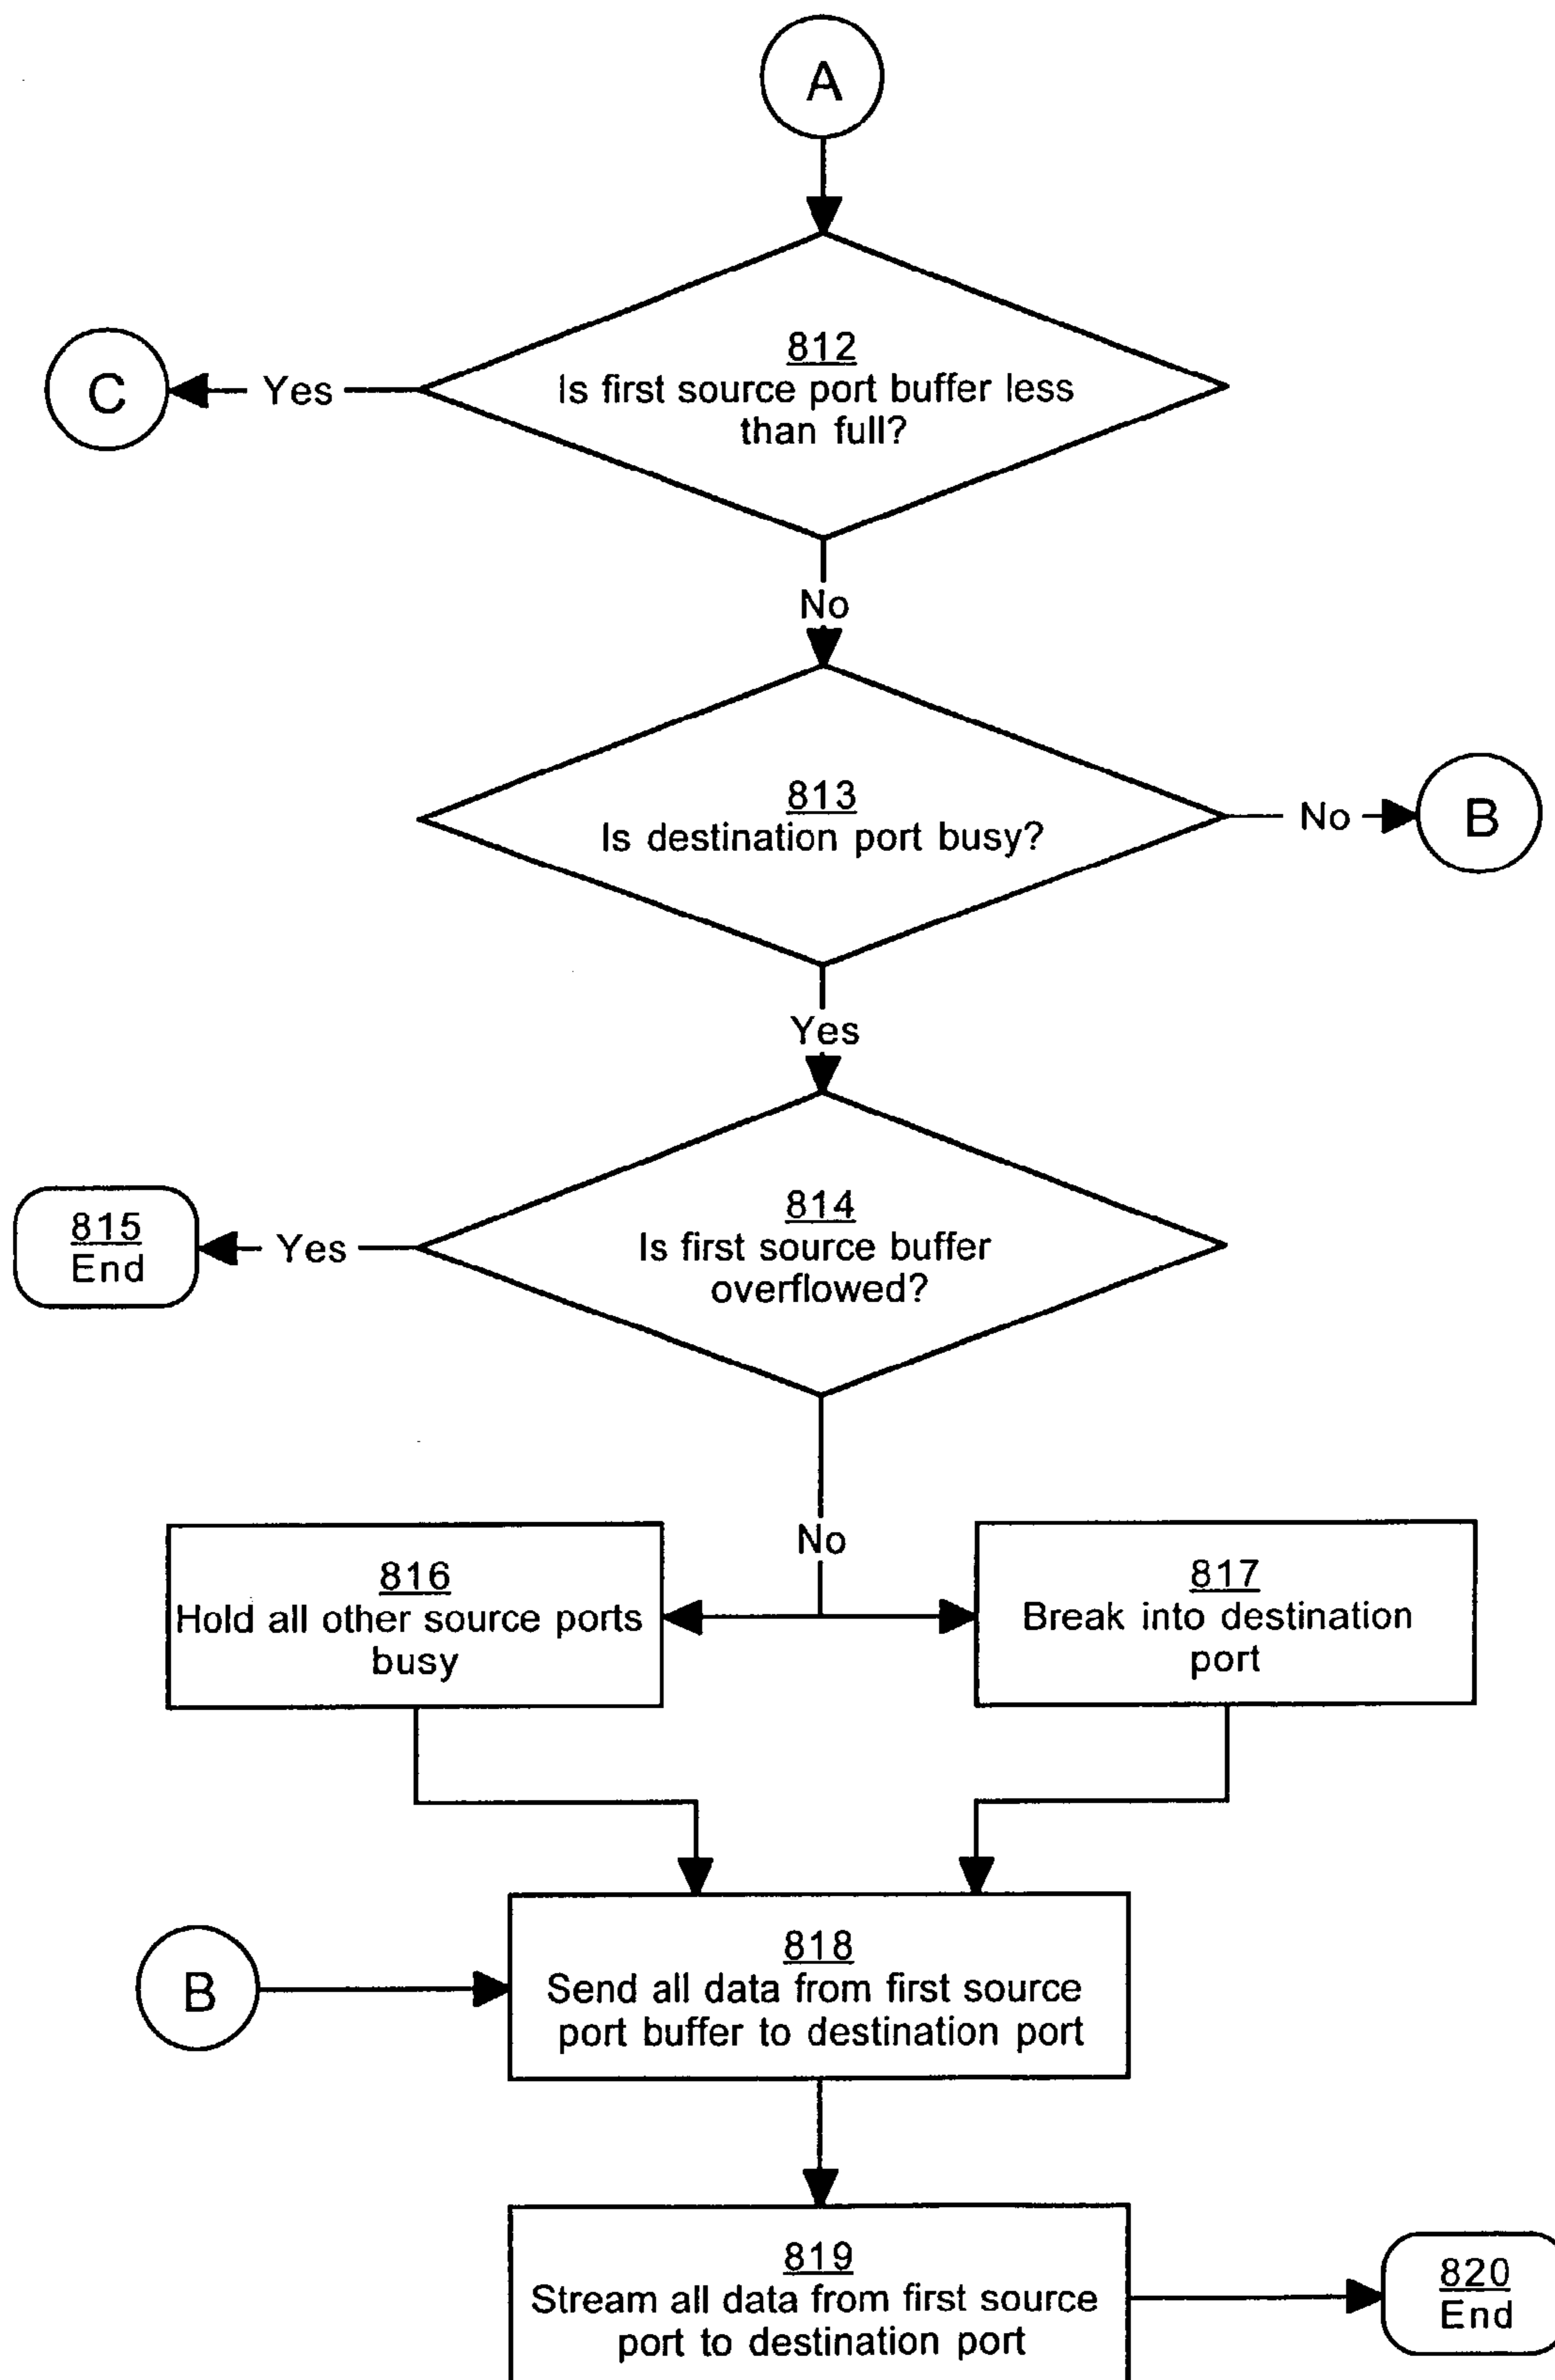 A
812
Is first source port buffer less
than full?
C
Yes
No
813
Is destination port busy?
No
B
Yes
814
Is first source buffer
overflowed?
815
End
Yes
No
816
Hold all other source ports
busy
817
Break into destination
port
B
818
Send all data from first source
port buffer to destination port
819
Stream all data from first source
port to destination port
820
End